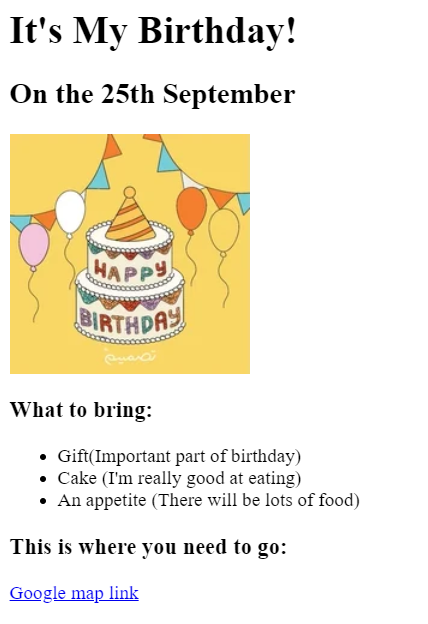 It's My Birthday!
On the 25th September
HAPPY
BIRTHDAY
What to bring:
Gift(Important part of birthday)
Cake (I'm really good at eating)
An appetite (There will be lots of food)
This is where you need to go:
Google map link